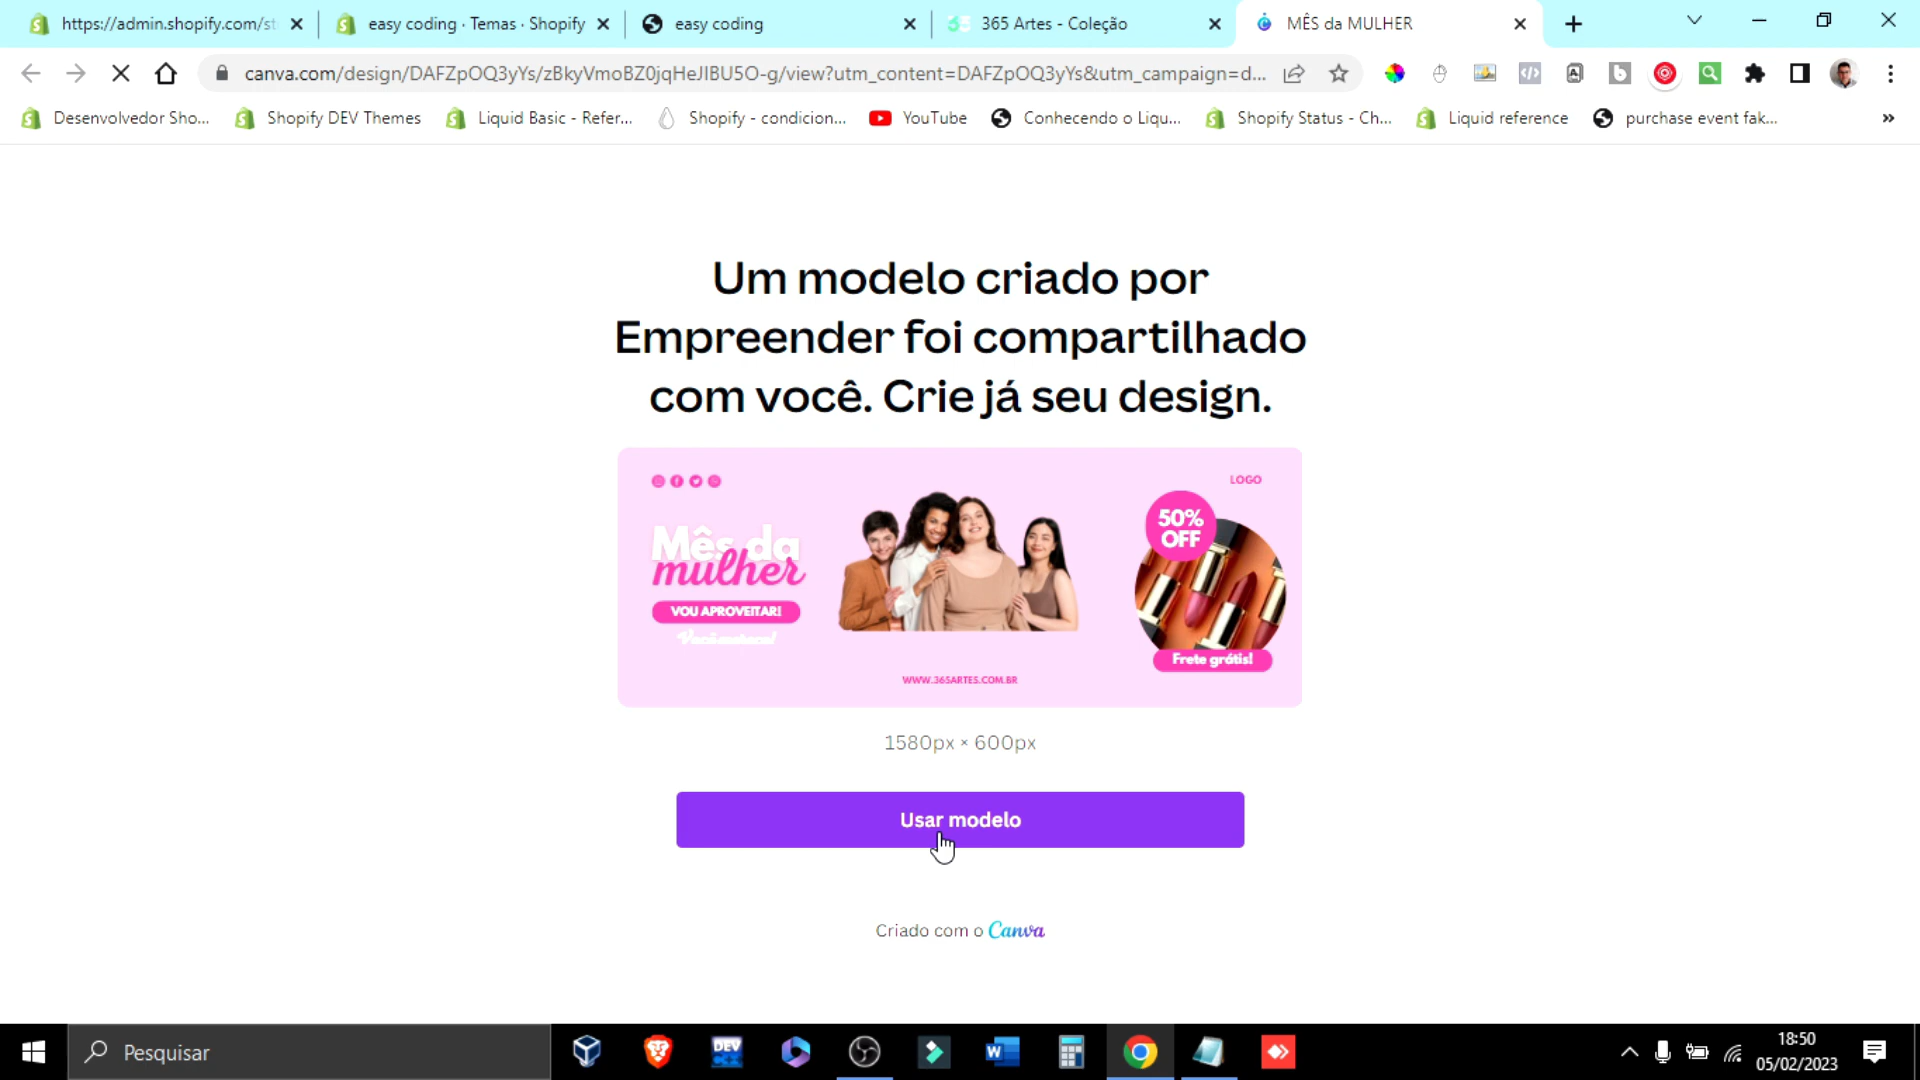 https://admin.shopify.com/st
easy coding · Temas · Shopify
easy coding
365 Artes - Coleção
MÊS da MULHER
canva.com/design/DAFZpOQ3yYs/zBkyVmoBZ0jqHeJIBU5O-g/view?utm_content=DAFZpOQ3yYs&utm_campaign=d...
Desenvolvedor Sho...
Shopify DEV Themes
Liquid Basic - Refer...
Shopify - condicion...
YouTube
Conhecendo o Liqu...
Shopify Status - Ch...
Liquid reference
purchase event fak...
»
Um modelo criado por
Empreender foi compartilhado
com você. Crie já seu design.
LOGO
50%
OFF
Mês da
mulher
VOU APROVEITAR!
Você merece!
Frete grátis!
WWW.365ARTES.COM.BR
1580px × 600px
Usar modelo
Criado com o Canva
Pesquisar
DEV
C++
W
18:50
05/02/2023